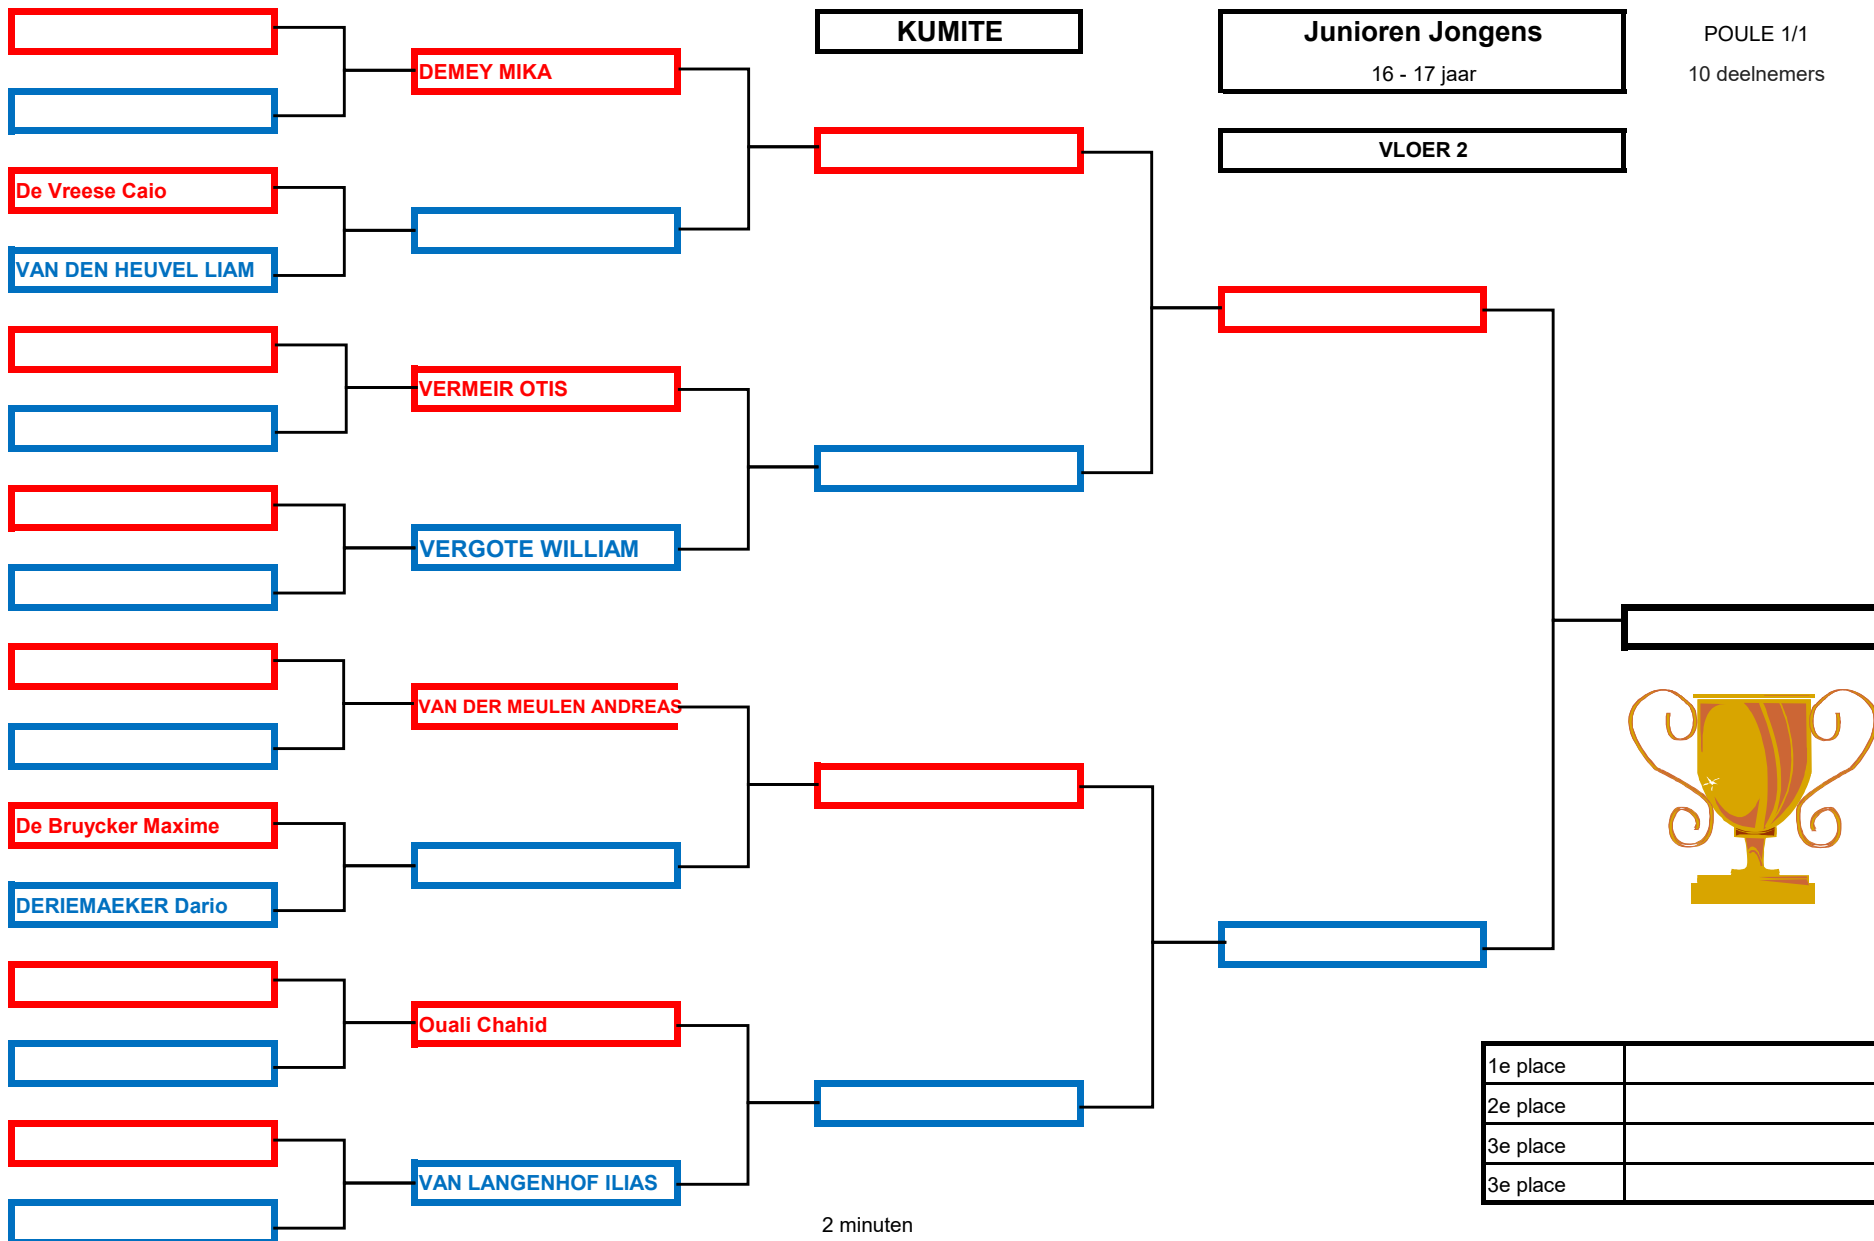 KUMITE
Junioren Jongens
16 - 17 jaar
POULE 1/1
10 deelnemers
VLOER 2
DEMEY MIKA
De Vreese Caio
VAN DEN HEUVEL LIAM
VERMEIR OTIS
VERGOTE WILLIAM
VAN DER MEULEN ANDREAS
De Bruycker Maxime
DERIEMAEKER Dario
Ouali Chahid
VAN LANGENHOF ILIAS
1e place
2e place
3e place
3e place
2 minuten